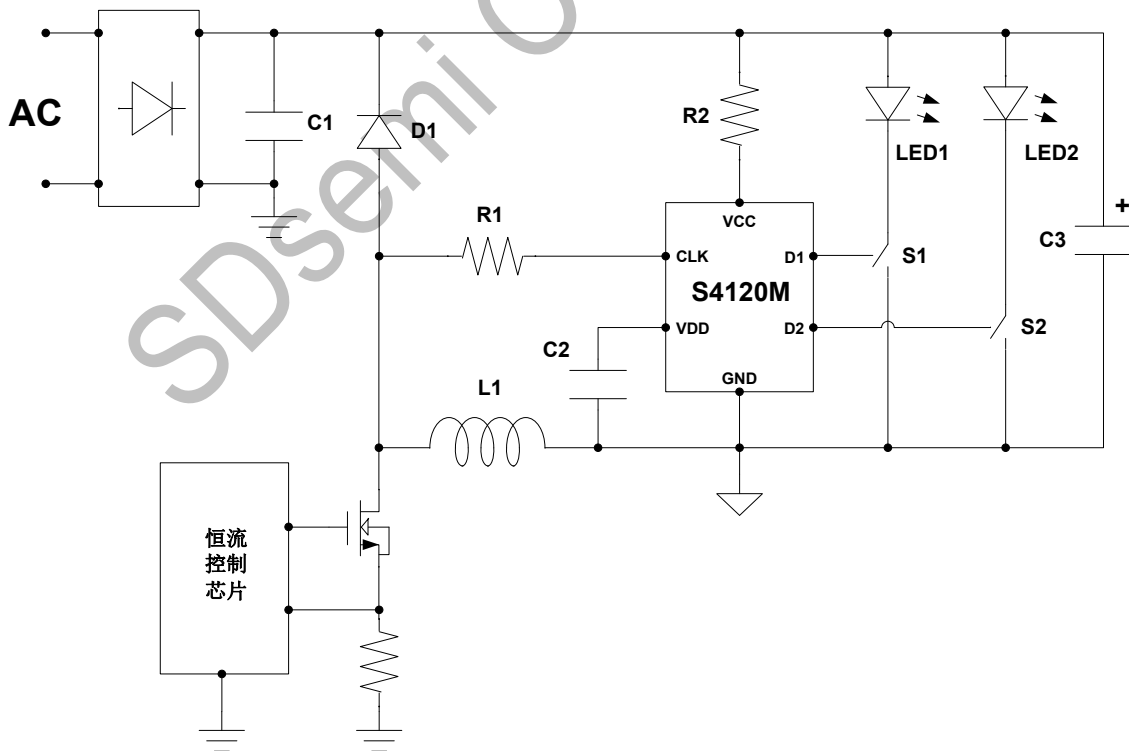 SDsemi C
AC
C1
D1
R2
LED1
LED2
+
C3
R1
VCC
CLK
D1
S1
S4120M
VDD
D2
S2
C2
GND
L1
恒流
控制
芯片